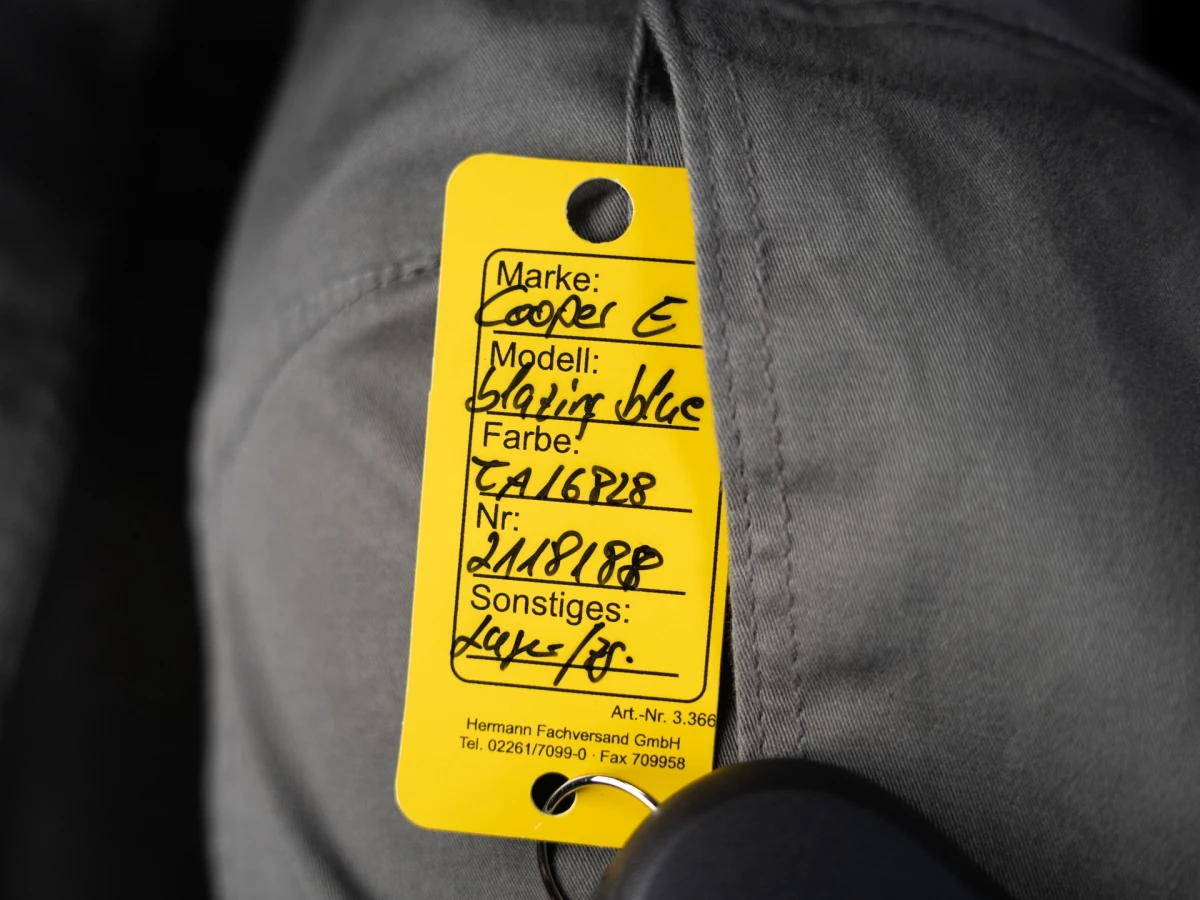 Marke:
Cooper E
Modell:
blazing blue
Farbe:
Nr:
2118188
Sonstiges:
Art.-Nr. 3.366
Hermann Fachversand GmbH
Tel. 02261/7099-0 · Fax 709958